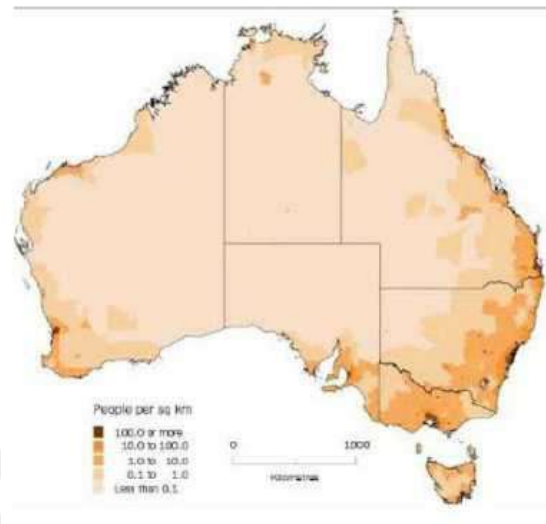 People per sq km
100.0 or more
10.0 to 100.0
1.0 to 10.0
0.1 to 1.0
Less than 0.1
0 1000
Kilometres